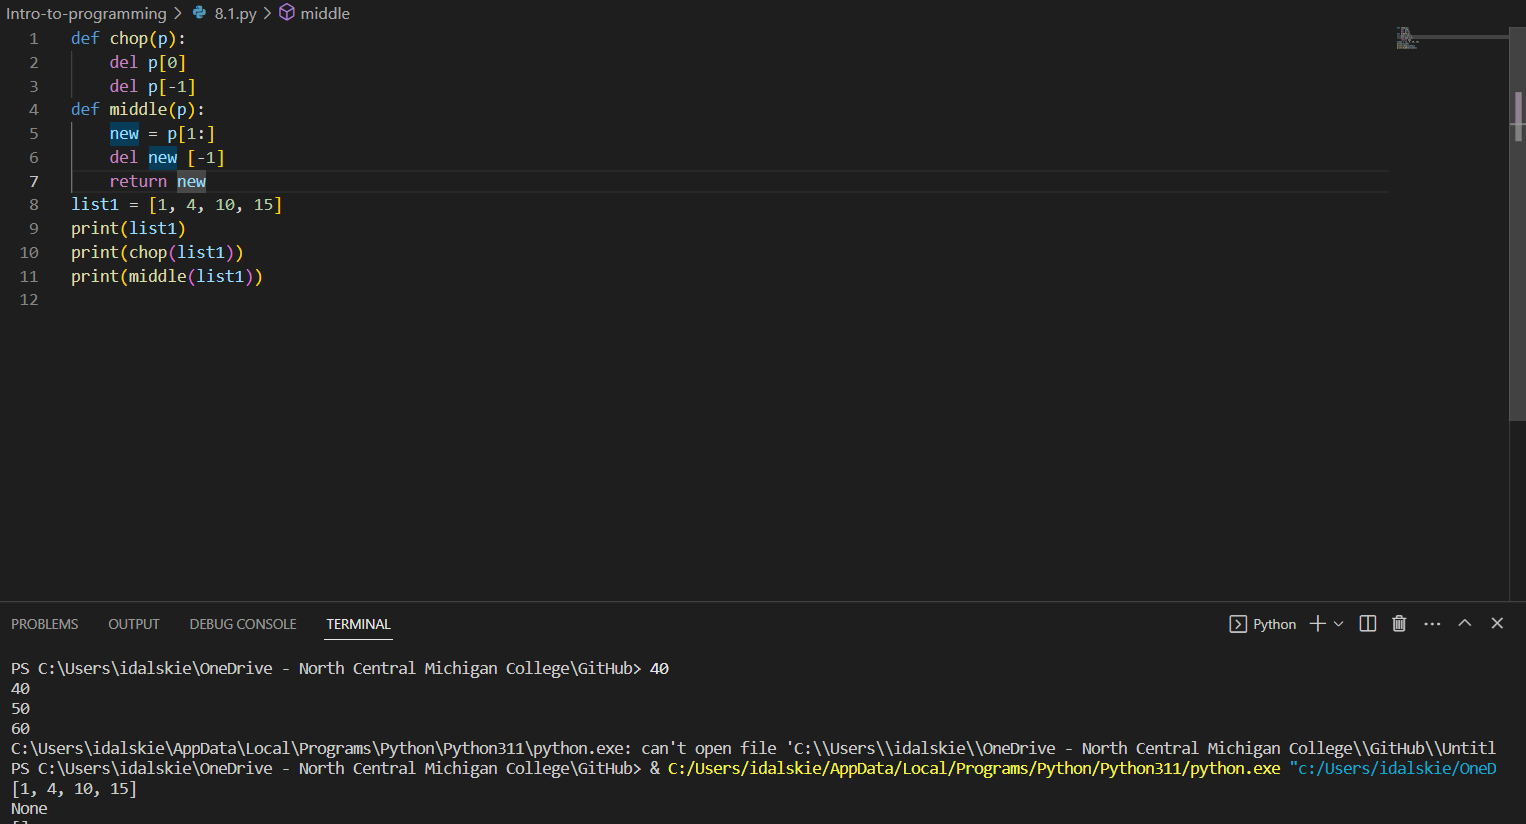 Intro-to-programming > 8.1.py > middle
1 def chop(p):
2 del p[0]
3 del p[-1]
4 def middle(p):
5 new = p[1:]
6 del new [-1]
7 return new
8 list1 = [1, 4, 10, 15]
9 print(list1)
10 print(chop(list1))
11 print(middle(list1))
12
PROBLEMS OUTPUT DEBUG CONSOLE TERMINAL Python
PS C:\Users\idalskie\OneDrive - North Central Michigan College\GitHub> 40
40
50
60
C:\Users\idalskie\AppData\Local\Programs\Python\Python311\python.exe: can't open file 'C:\\Users\\idalskie\\OneDrive - North Central Michigan College\\GitHub\\Untitl
PS C:\Users\idalskie\OneDrive - North Central Michigan College\GitHub> & C:/Users/idalskie/AppData/Local/Programs/Python/Python311/python.exe "c:/Users/idalskie/OneD
[1, 4, 10, 15]
None